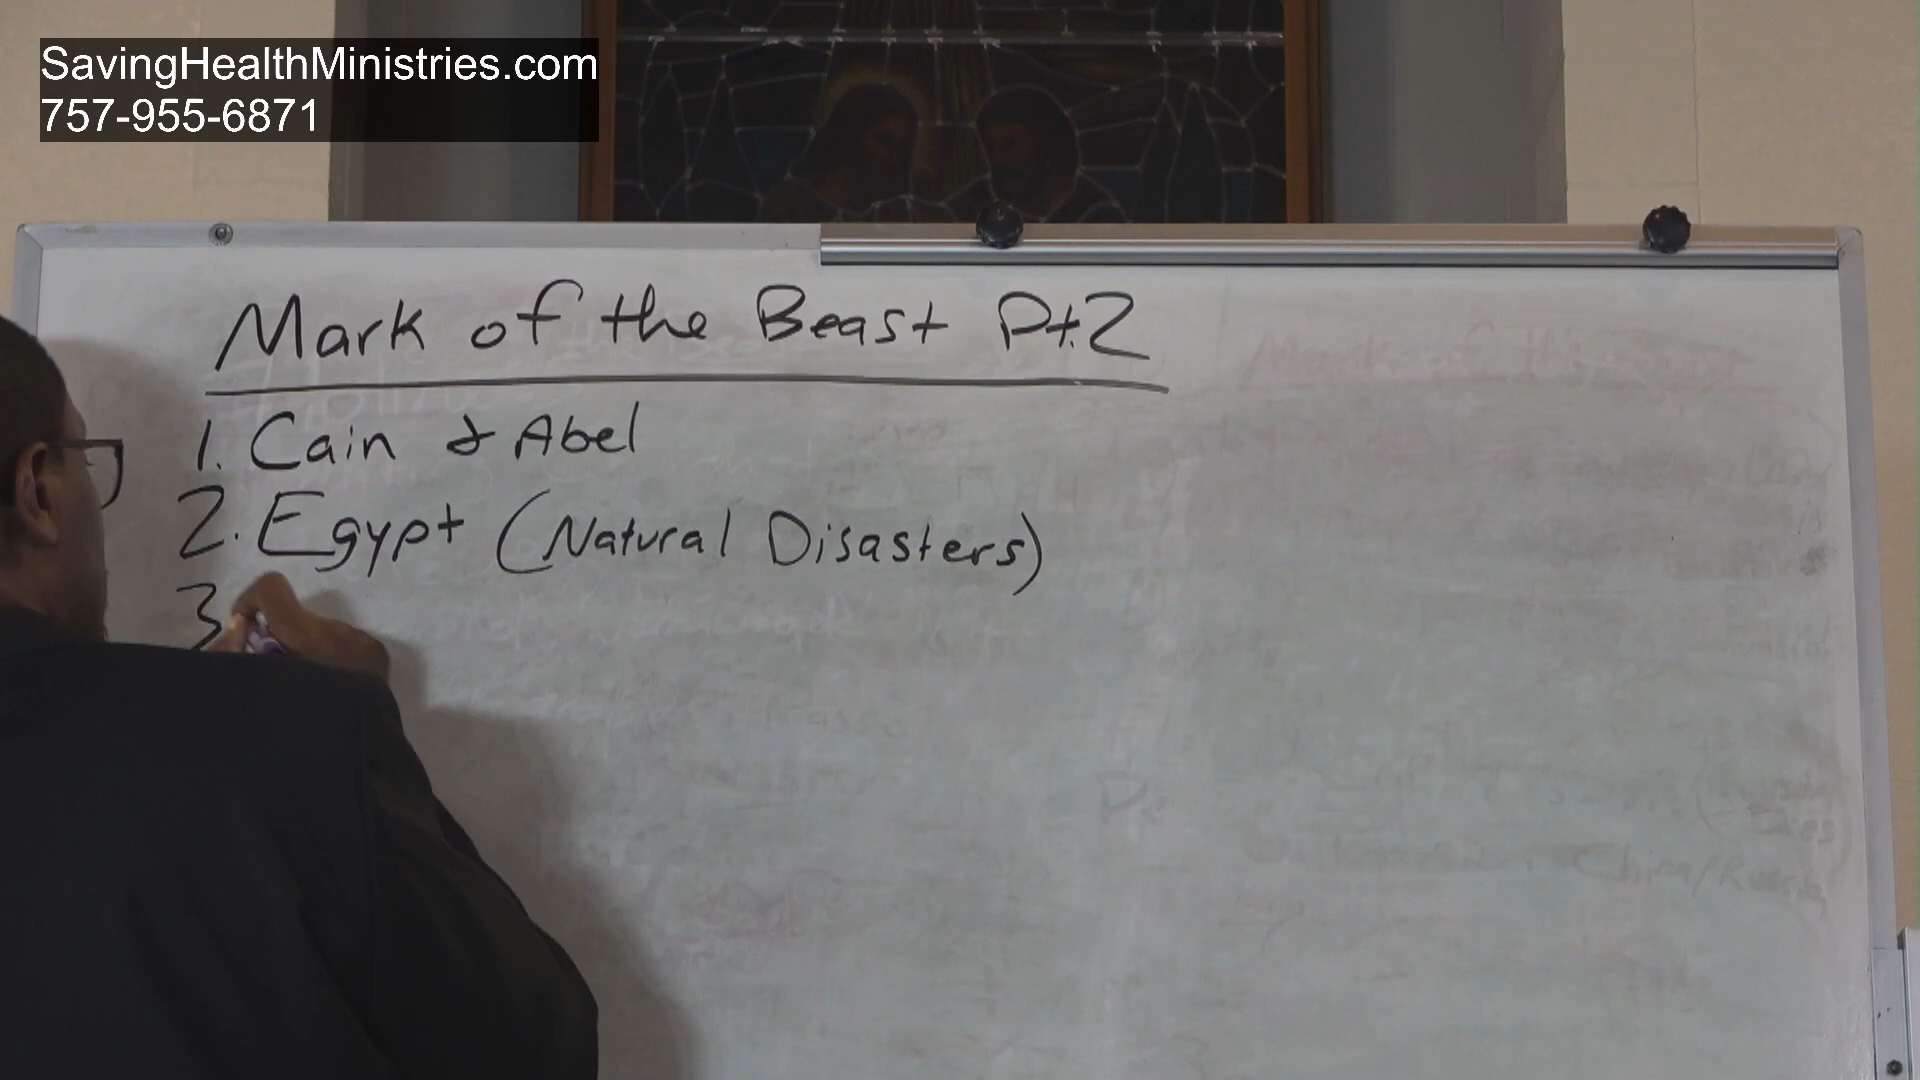 SavingHealthMinistries.com
757-955-6871
Mark of the Beast Pt.2
1. Cain & Abel
2. Egypt (Natural Disasters)
3